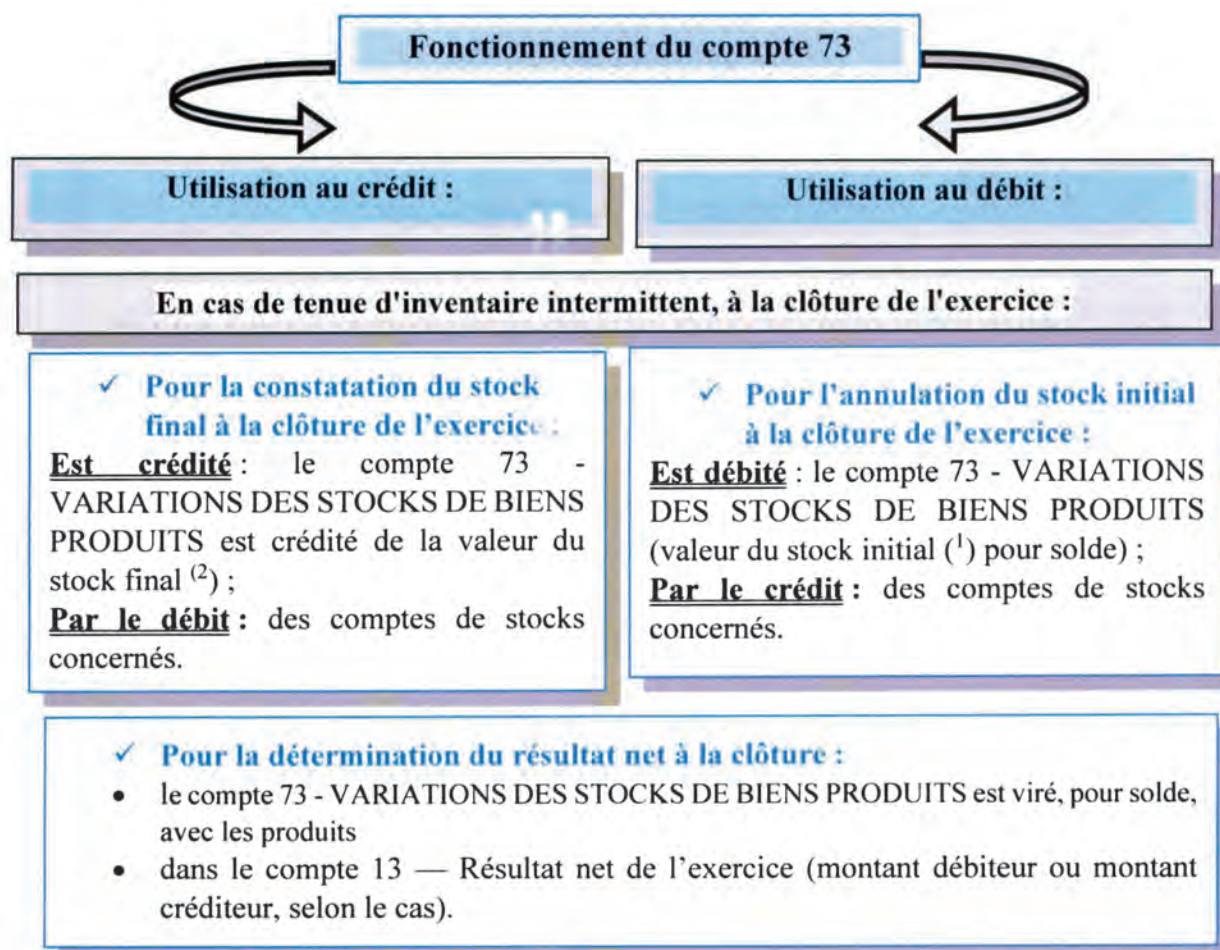 Fonctionnement du compte 73
Utilisation au crédit :
Utilisation au débit :
En cas de tenue d'inventaire intermittent, à la clôture de l'exercice :
✓ Pour la constatation du stock
final à la clôture de l'exercice :
Est crédité : le compte 73 -
VARIATIONS DES STOCKS DE BIENS
PRODUITS est crédité de la valeur du
stock final (2) ;
Par le débit : des comptes de stocks
concernés.
✓ Pour l'annulation du stock initial
à la clôture de l'exercice :
Est débité : le compte 73 - VARIATIONS
DES STOCKS DE BIENS PRODUITS
(valeur du stock initial (1) pour solde) ;
Par le crédit : des comptes de stocks
concernés.
✓ Pour la détermination du résultat net à la clôture :
• le compte 73 - VARIATIONS DES STOCKS DE BIENS PRODUITS est viré, pour solde,
avec les produits
• dans le compte 13 — Résultat net de l'exercice (montant débiteur ou montant
créditeur, selon le cas).